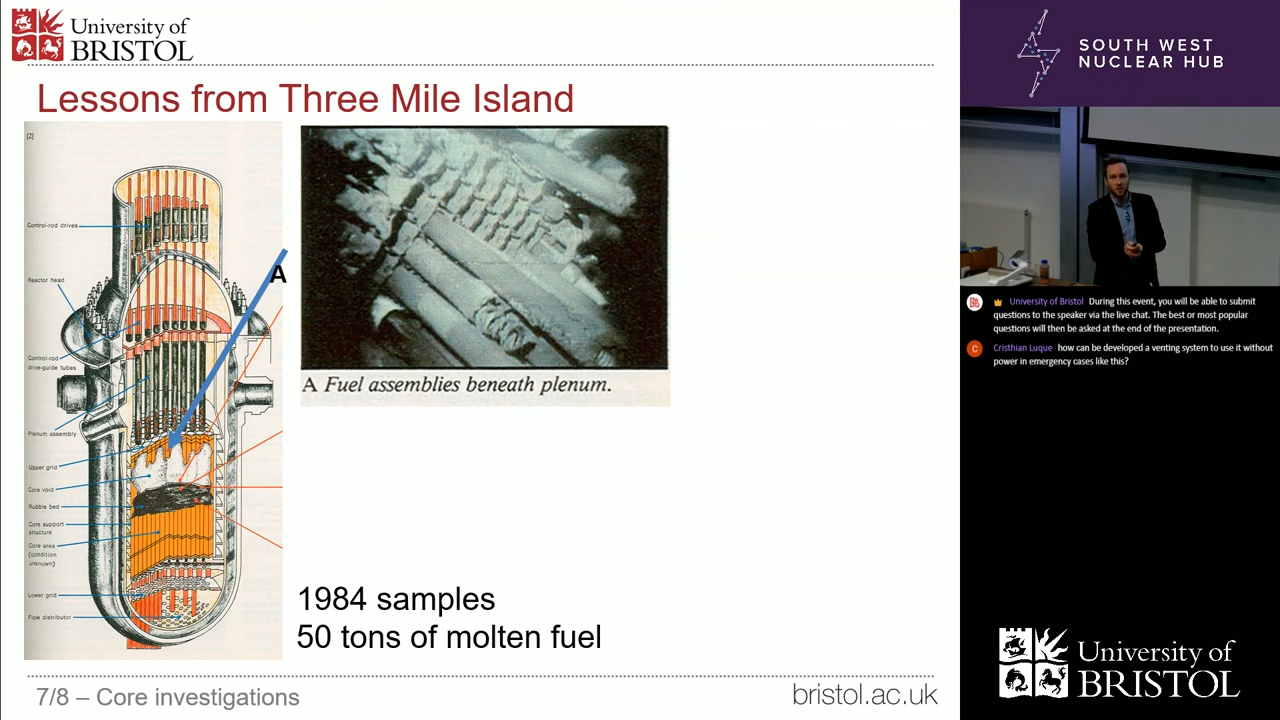 University of
BRISTOL
Lessons from Three Mile Island
[2]
Control-rod drives
Reactor head
Control-rod
drive-guide tubes
Plenum assembly
Upper grid
Core void
Rubble bed
Core support
structure
Core area
(condition
unknown)
Lower grid
Flow distributor
A
A Fuel assemblies beneath plenum.
1984 samples
50 tons of molten fuel
7/8 – Core investigations
bristol.ac.uk
SOUTH WEST
NUCLEAR HUB
University of Bristol During this event, you will be able to submit
questions to the speaker via the live chat. The best or most popular
questions will then be asked at the end of the presentation.
C
Cristhian Luque how can be developed a venting system to use it without
power in emergency cases like this?
University of
BRISTOL